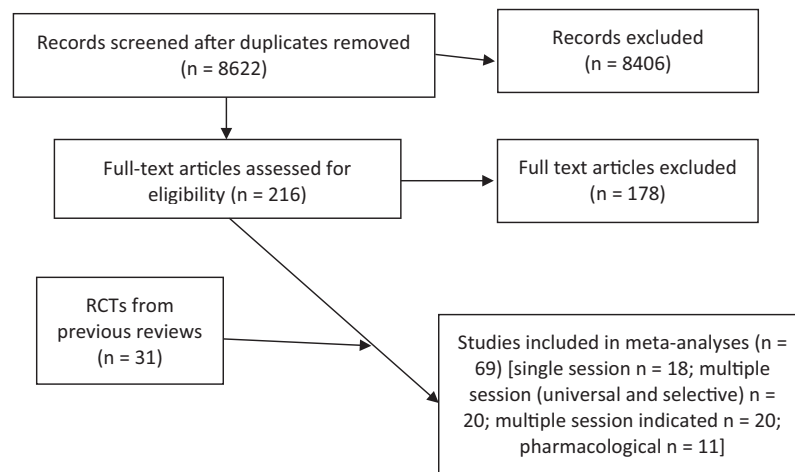 Records screened after duplicates removed
(n = 8622)
Records excluded
(n = 8406)
Full-text articles assessed for
eligibility (n = 216)
Full text articles excluded
(n = 178)
RCTs from
previous reviews
(n = 31)
Studies included in meta-analyses (n =
69) [single session n = 18; multiple
session (universal and selective) n =
20; multiple session indicated n = 20;
pharmacological n = 11]